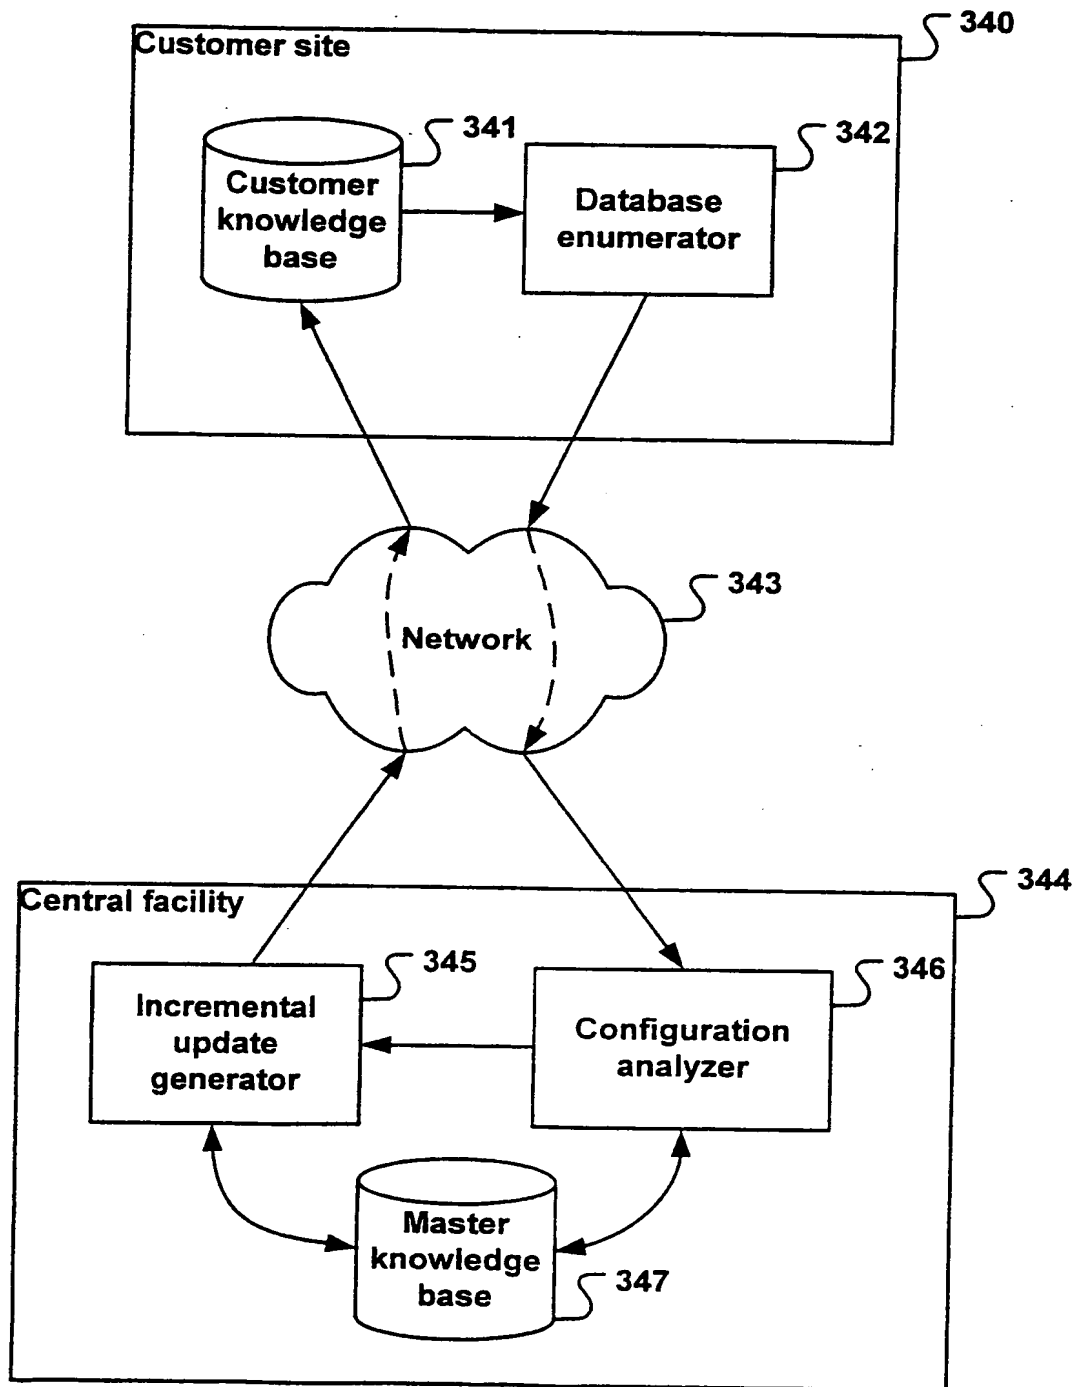 340
Customer site
341
342
Customer
knowledge
base
Database
enumerator
343
Network
344
Central facility
345
346
Incremental
update
generator
Configuration
analyzer
Master
knowledge
base
347